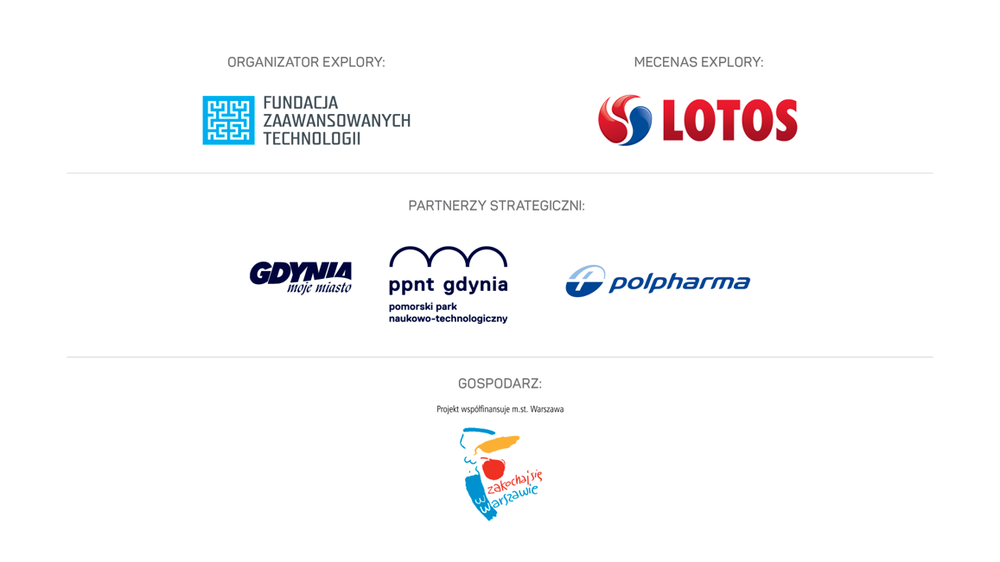 ORGANIZATOR EXPLORY:
MECENAS EXPLORY:
FUNDACJA
ZAAWANSOWANYCH
TECHNOLOGII
LOTOS
PARTNERZY STRATEGICZNI:
GDYNIA
moje miasto
ppnt gdynia
pomorski park
naukowo-technologiczny
polpharma
GOSPODARZ:
Projekt współfinansuje m.st. Warszawa
zakochaj się
w warszawie